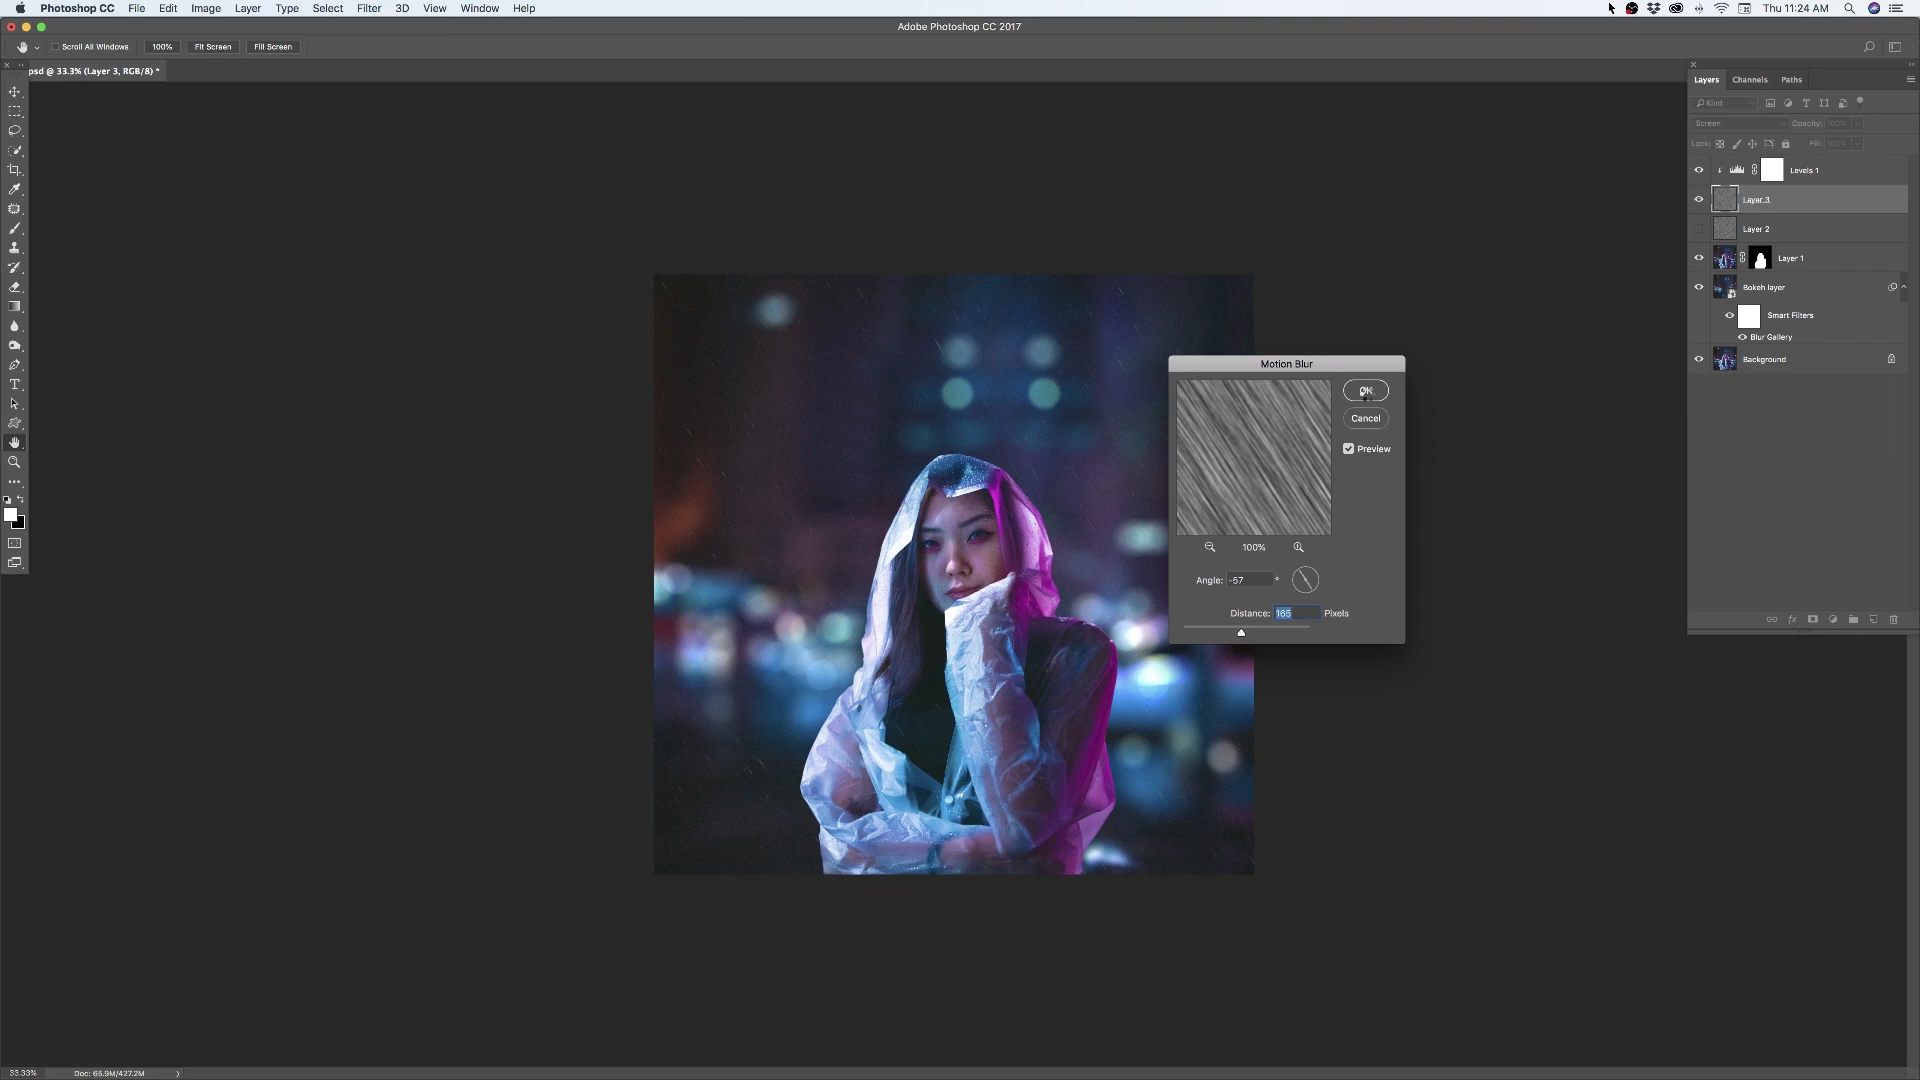 Photoshop CC File Edit Image Layer Type Select Filter 3D View Window Help Thu 11:24 AM
Adobe Photoshop CC 2017
Scroll All Windows 100% Fit Screen Fill Screen
psd @ 33.3% (Layer 3, RGB/8) *
Layers Channels Paths
Kind
Screen Opacity: 100%
Lock: Fill: 100%
Levels 1
Layer 3
Layer 2
Layer 1
Bokeh layer
Smart Filters
Blur Gallery
Background
Motion Blur
OK
Cancel
Preview
100%
Angle: -57 °
Distance: 165 Pixels
33.33% Doc: 65.9M/427.2M